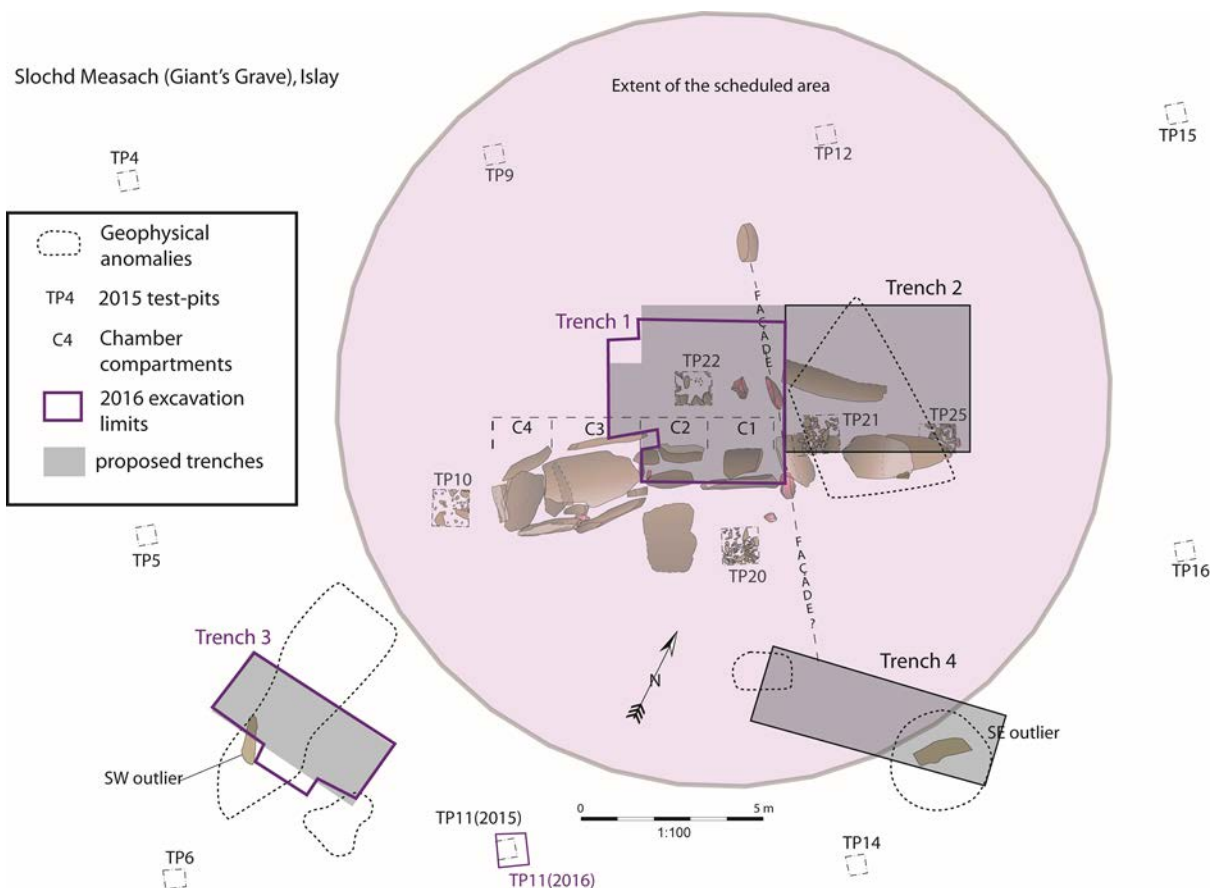 Slochd Measach (Giant's Grave), Islay
Extent of the scheduled area
TP4
TP9
TP12
TP15
Geophysical
anomalies
TP4 2015 test-pits
C4 Chamber
compartments
2016 excavation
limits
proposed trenches
Trench 1
Trench 2
FAÇADE
TP22
C4
C3
C2
C1
TP21
TP25
TP10
TP20
TP5
TP16
FAÇADE?
Trench 3
Trench 4
N
SE outlier
SW outlier
0 5 m
1:100
TP11(2015)
TP11(2016)
TP6
TP14